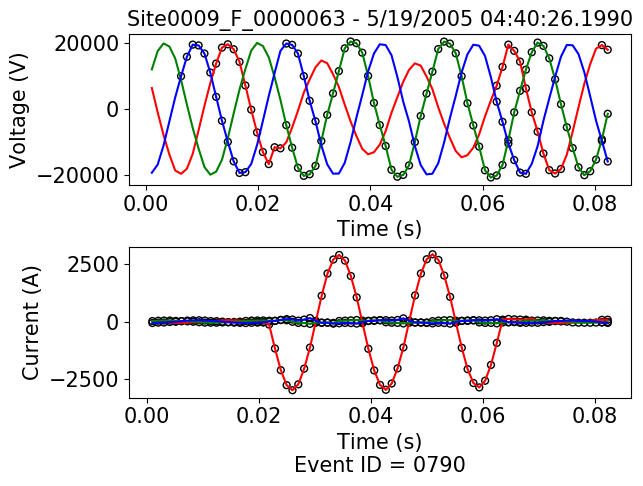 Site0009_F_0000063 - 5/19/2005 04:40:26.1990
20000
0
−20000
Voltage (V)
0.00 0.02 0.04 0.06 0.08
Time (s)
2500
0
−2500
Current (A)
0.00 0.02 0.04 0.06 0.08
Time (s)
Event ID = 0790